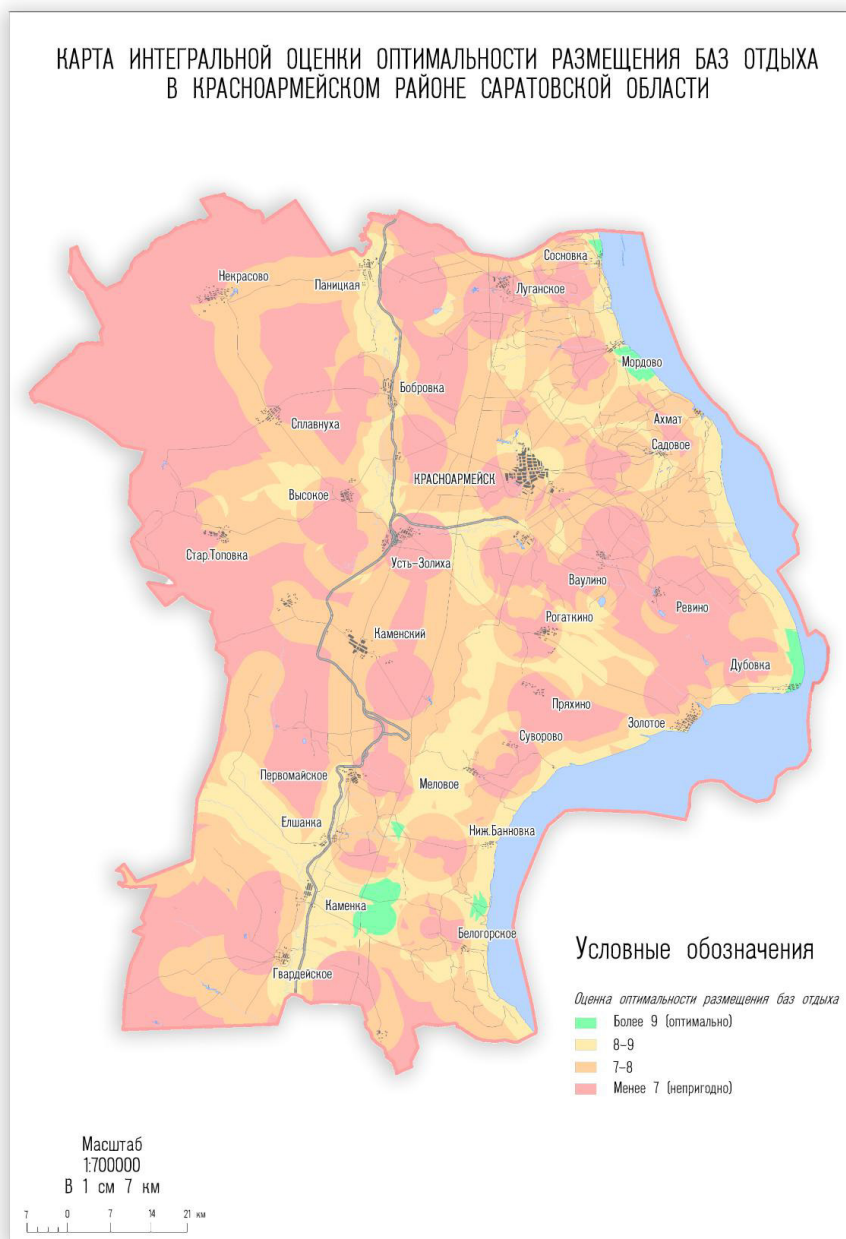 КАРТА ИНТЕГРАЛЬНОЙ ОЦЕНКИ ОПТИМАЛЬНОСТИ РАЗМЕЩЕНИЯ БАЗ ОТДЫХА
В КРАСНОАРМЕЙСКОМ РАЙОНЕ САРАТОВСКОЙ ОБЛАСТИ
Сосновка
Некрасово
Паницкая
Луганское
Мордово
Бобровка
Ахмат
Сплавнуха
Садовое
КРАСНОАРМЕЙСК
Высокое
Стар.Топовка
Усть-Золиха
Ваулино
Ревино
Рогаткино
Каменский
Дубовка
Пряхино
Золотое
Суворово
Первомайское
Меловое
Елшанка
Ниж.Банновка
Каменка
Белогорское
Гвардейское
Условные обозначения
Оценка оптимальности размещения баз отдыха
Более 9 (оптимально)
8-9
7-8
Менее 7 (непригодно)
Масштаб
1:700000
В 1 см 7 км
7 0 7 14 21 км